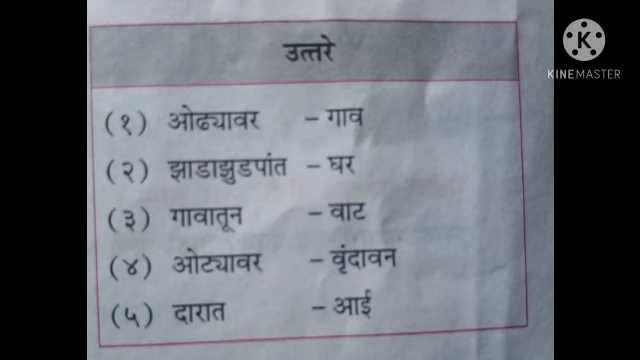 उत्तरे
K
KINEMASTER
(१) ओढ्यावर – गाव
(२) झाडाझुडपांत – घर
(३) गावातून – वाट
(४) ओट्यावर – वृंदावन
(५) दारात – आई